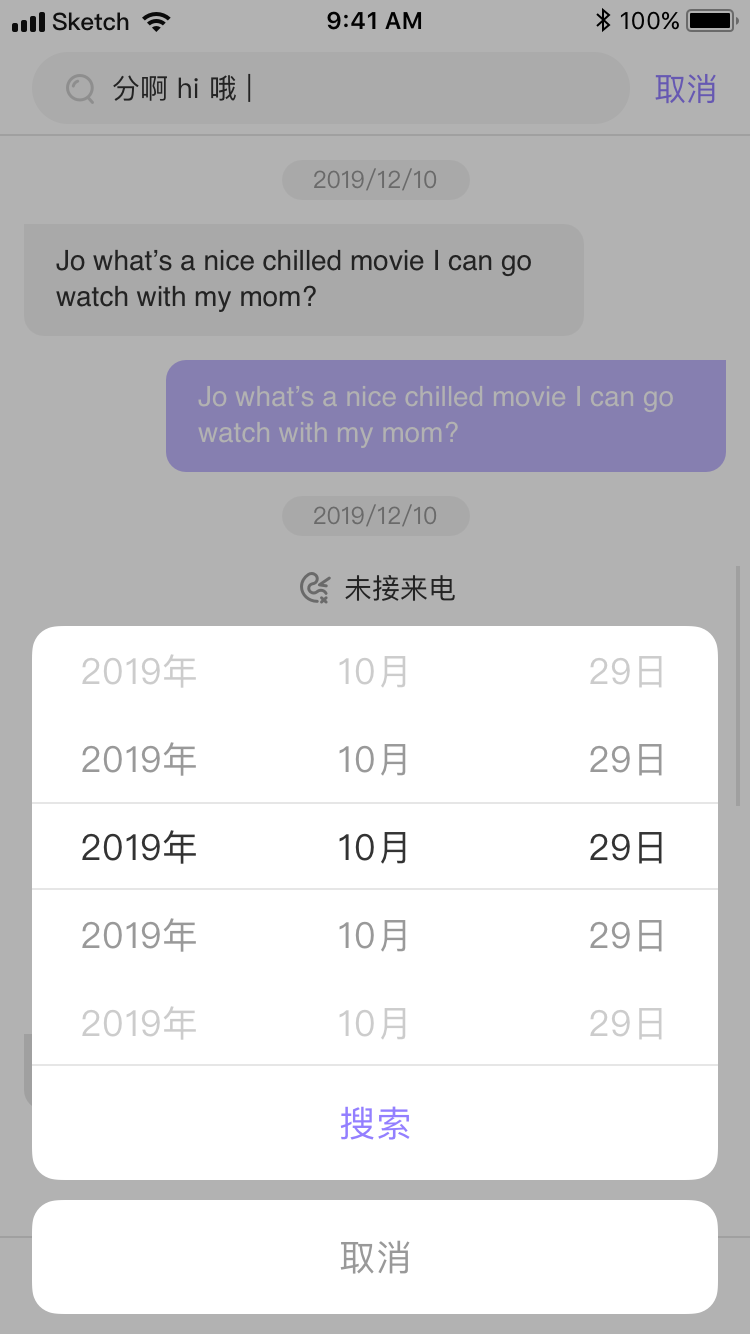 Sketch 9:41 AM 100%
分啊 hi 哦 取消
2019/12/10
Jo what’s a nice chilled movie I can go
watch with my mom?
Jo what’s a nice chilled movie I can go
watch with my mom?
2019/12/10
未接来电
2019年 10月 29日
2019年 10月 29日
2019年 10月 29日
2019年 10月 29日
2019年 10月 29日
搜索
取消